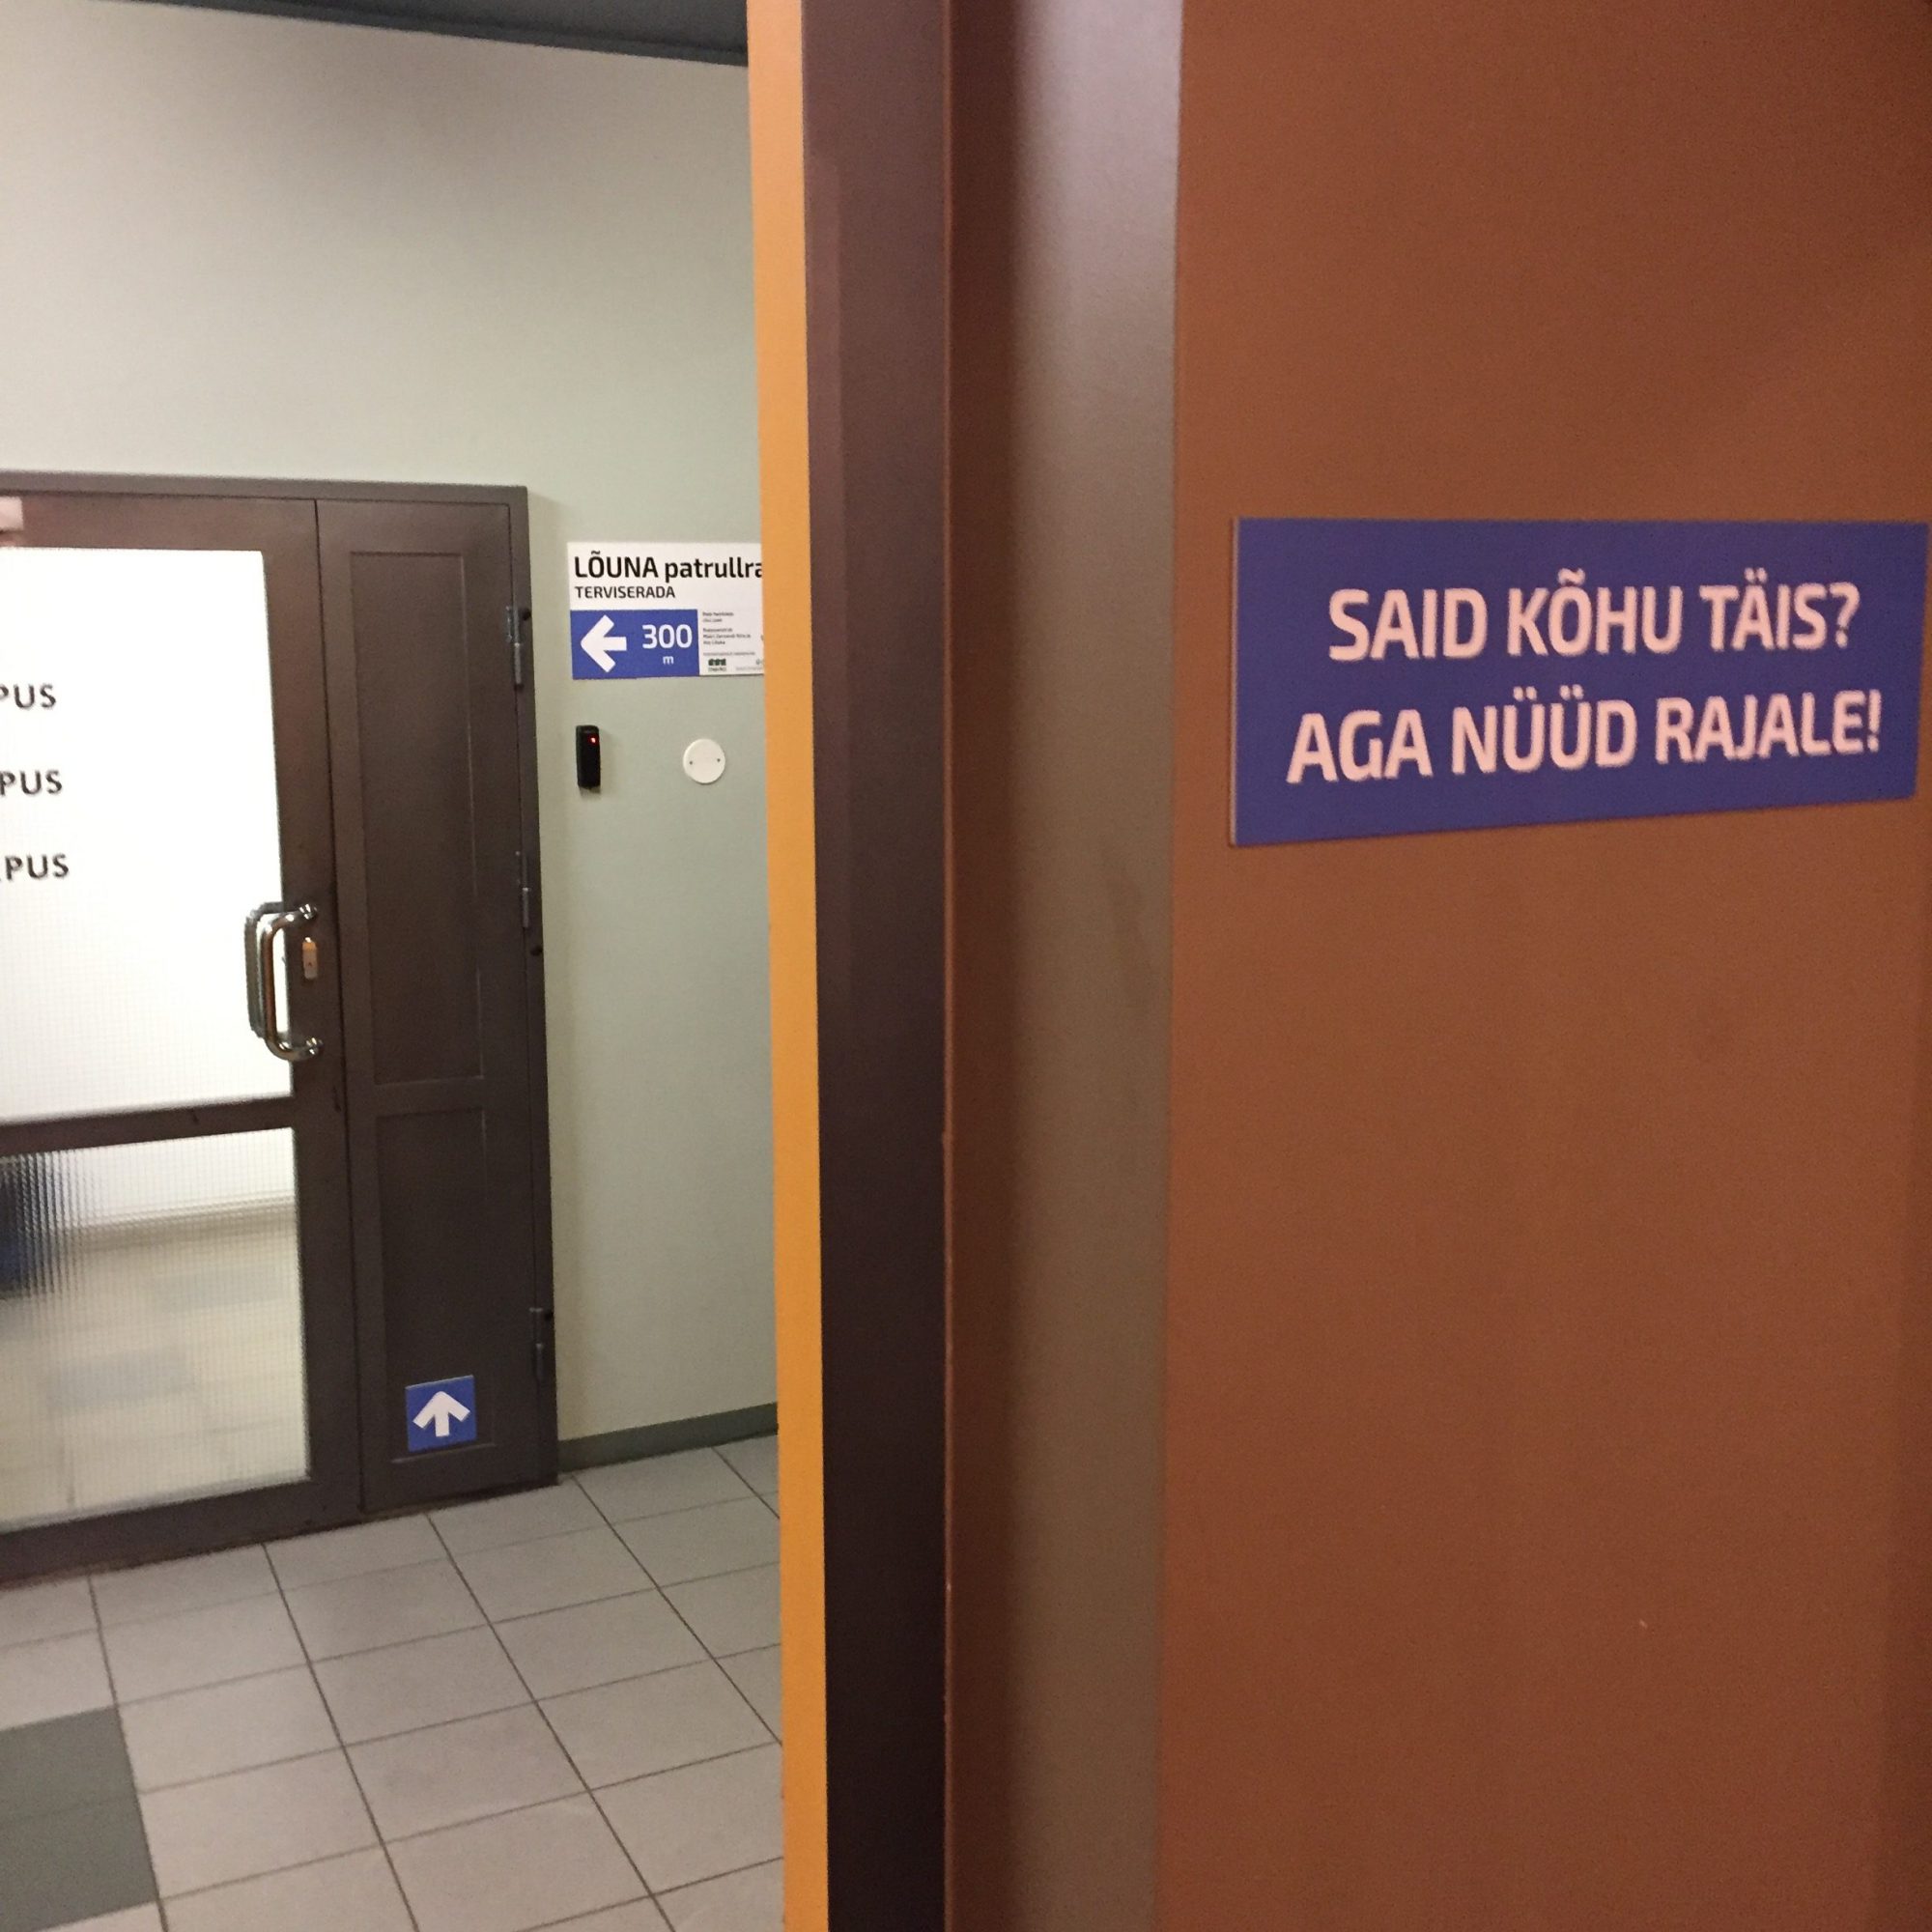 PUS
PUS
PUS
LÕUNA patrullra
TERVISERADA
300
m
SAID KÕHU TÄIS?
AGA NÜÜD RAJALE!